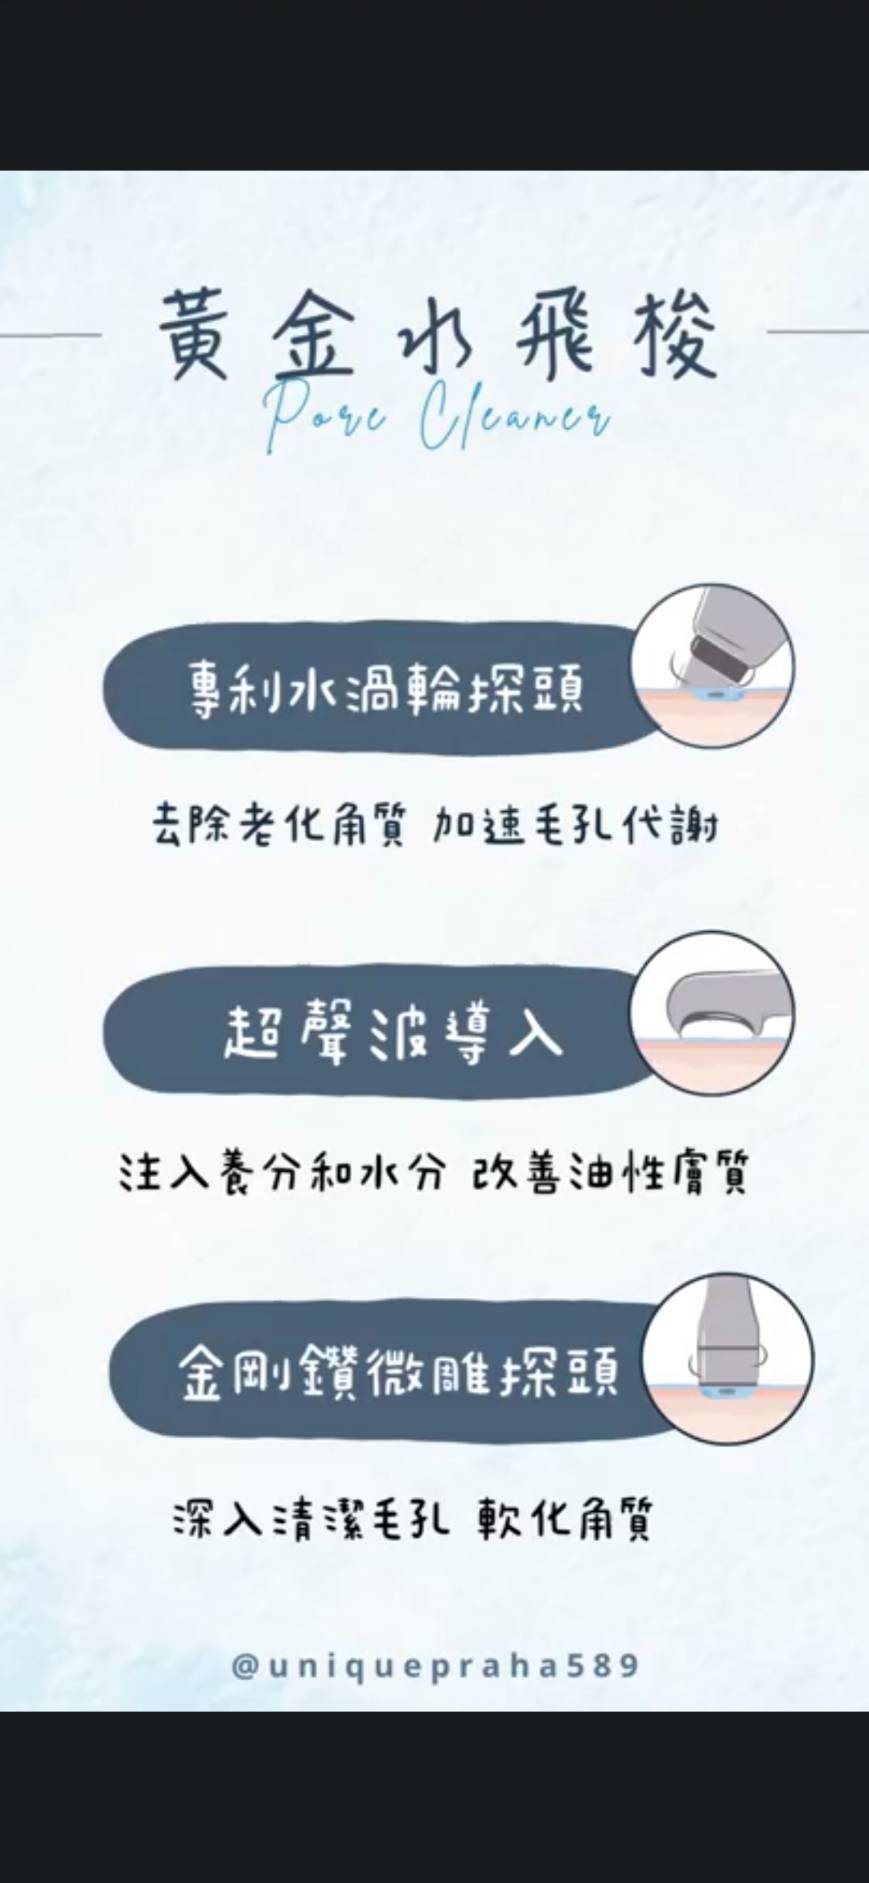 黃金水飛梭
Pore Cleaner
專利水渦輪探頭
去除老化角質 加速毛孔代謝
超聲波導入
注入養分和水分 改善油性膚質
金剛鑽微雕探頭
深入清潔毛孔 軟化角質
@uniquepraha589